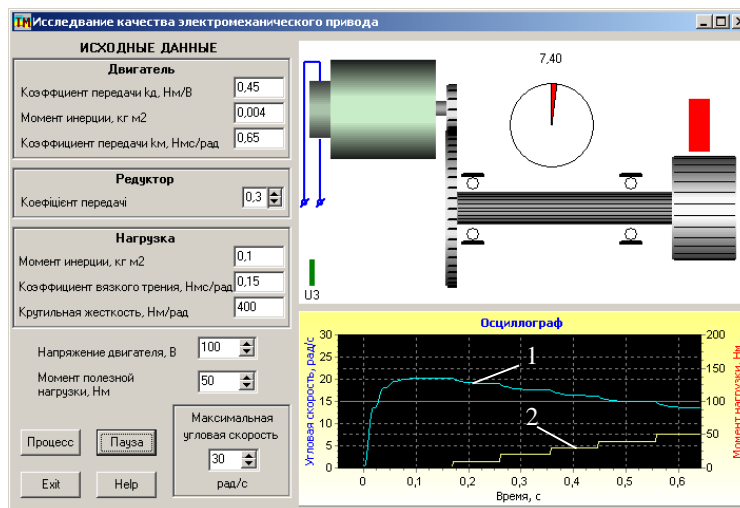 TM Исследвание качества электромеханического привода
ИСХОДНЫЕ ДАННЫЕ
Двигатель
Коэффциент передачи kд, Нм/В 0,45
Момент инерции, кг м2 0,004
Коэффициент передачи kм, Нмс/рад 0,65
Редуктор
Коефіцієнт передачі 0,3
Нагрузка
Момент инерции, кг м2 0,1
Коэффициент вязкого трения, Нмс/рад 0,15
Крутильная жесткость, Нм/рад 400
Напряжение двигателя, В 100
Момент полезной
нагрузки, Нм 50
Максимальная
угловая скорость
30
рад/с
Процесс Пауза
Exit Help
7,40
U3
Осциллограф
Угловая скорость, рад/с
30
25
20
15
10
5
0
1
2
200
150
100
50
0
Момент нагрузки, Нм
0 0,1 0,2 0,3 0,4 0,5 0,6
Время, с